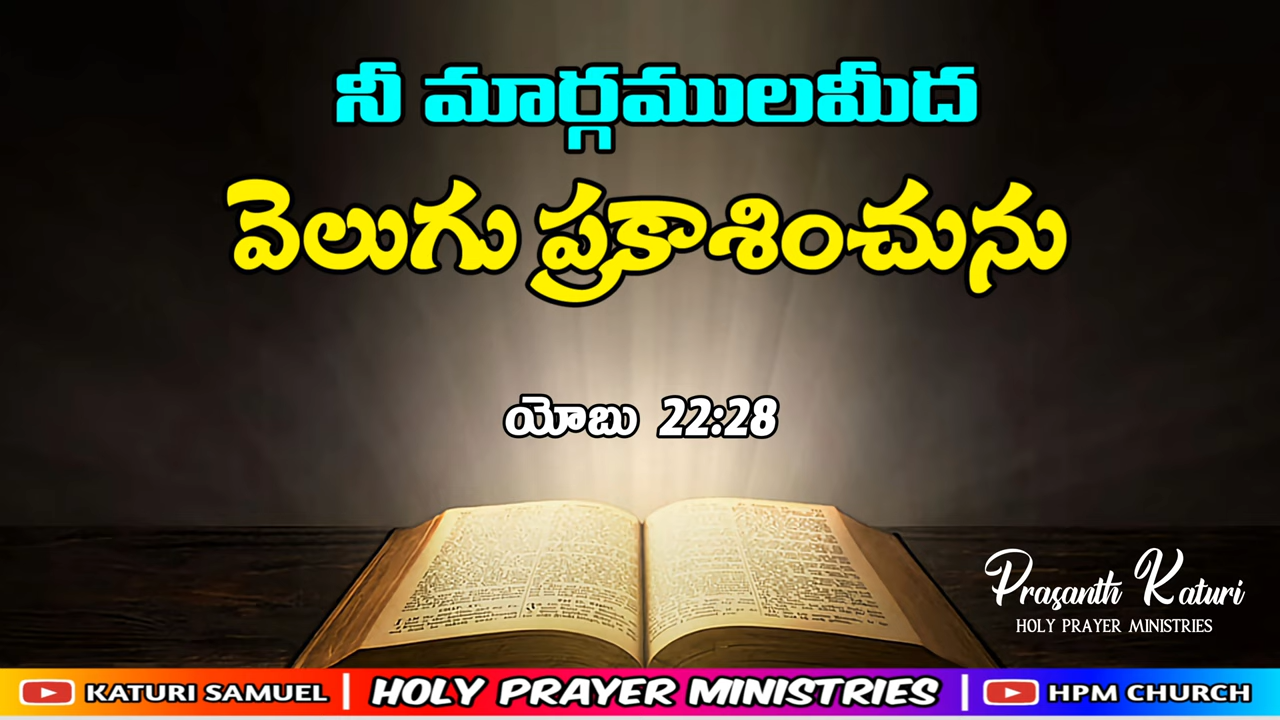 నీ మార్గములమీద
వెలుగు ప్రకాశించును
యోబు 22:28
Prasanth Katuri
HOLY PRAYER MINISTRIES
KATURI SAMUEL | HOLY PRAYER MINISTRIES | HPM CHURCH